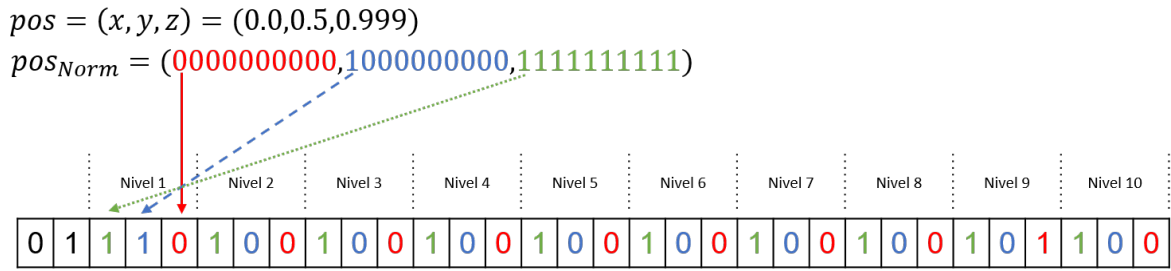 pos = (x, y, z) = (0.0,0.5,0.999)
pos_Norm = (0000000000,1000000000,1111111111)
Nivel 1 Nivel 2 Nivel 3 Nivel 4 Nivel 5 Nivel 6 Nivel 7 Nivel 8 Nivel 9 Nivel 10
0 1 1 1 0 1 0 0 1 0 0 1 0 0 1 0 0 1 0 0 1 0 0 1 0 0 1 0 1 1 0 0